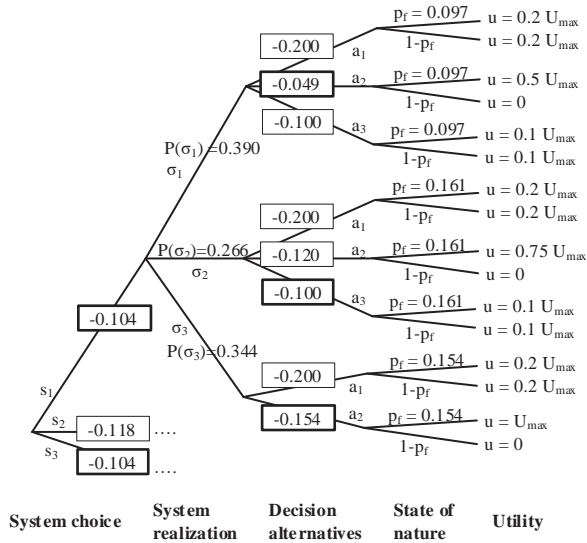 p_f = 0.097 u = 0.2 U_max
-0.200 1-p_f u = 0.2 U_max
a_1
p_f = 0.097 u = 0.5 U_max
-0.049 a_2 1-p_f u = 0
-0.100 a_3 p_f = 0.097 u = 0.1 U_max
1-p_f u = 0.1 U_max
P(σ_1)=0.390
σ_1
p_f = 0.161 u = 0.2 U_max
-0.200 1-p_f u = 0.2 U_max
a_1
P(σ_2)=0.266 -0.120 a_2 p_f = 0.161 u = 0.75 U_max
σ_2 1-p_f u = 0
-0.100 a_3 p_f = 0.161 u = 0.1 U_max
1-p_f u = 0.1 U_max
-0.104
σ_3
P(σ_3)=0.344
p_f = 0.154 u = 0.2 U_max
-0.200 a_1 1-p_f u = 0.2 U_max
s_1
-0.154 a_2 p_f = 0.154 u = U_max
1-p_f u = 0
s_2 -0.118 ....
s_3 -0.104 ....
System choice System realization Decision alternatives State of nature Utility